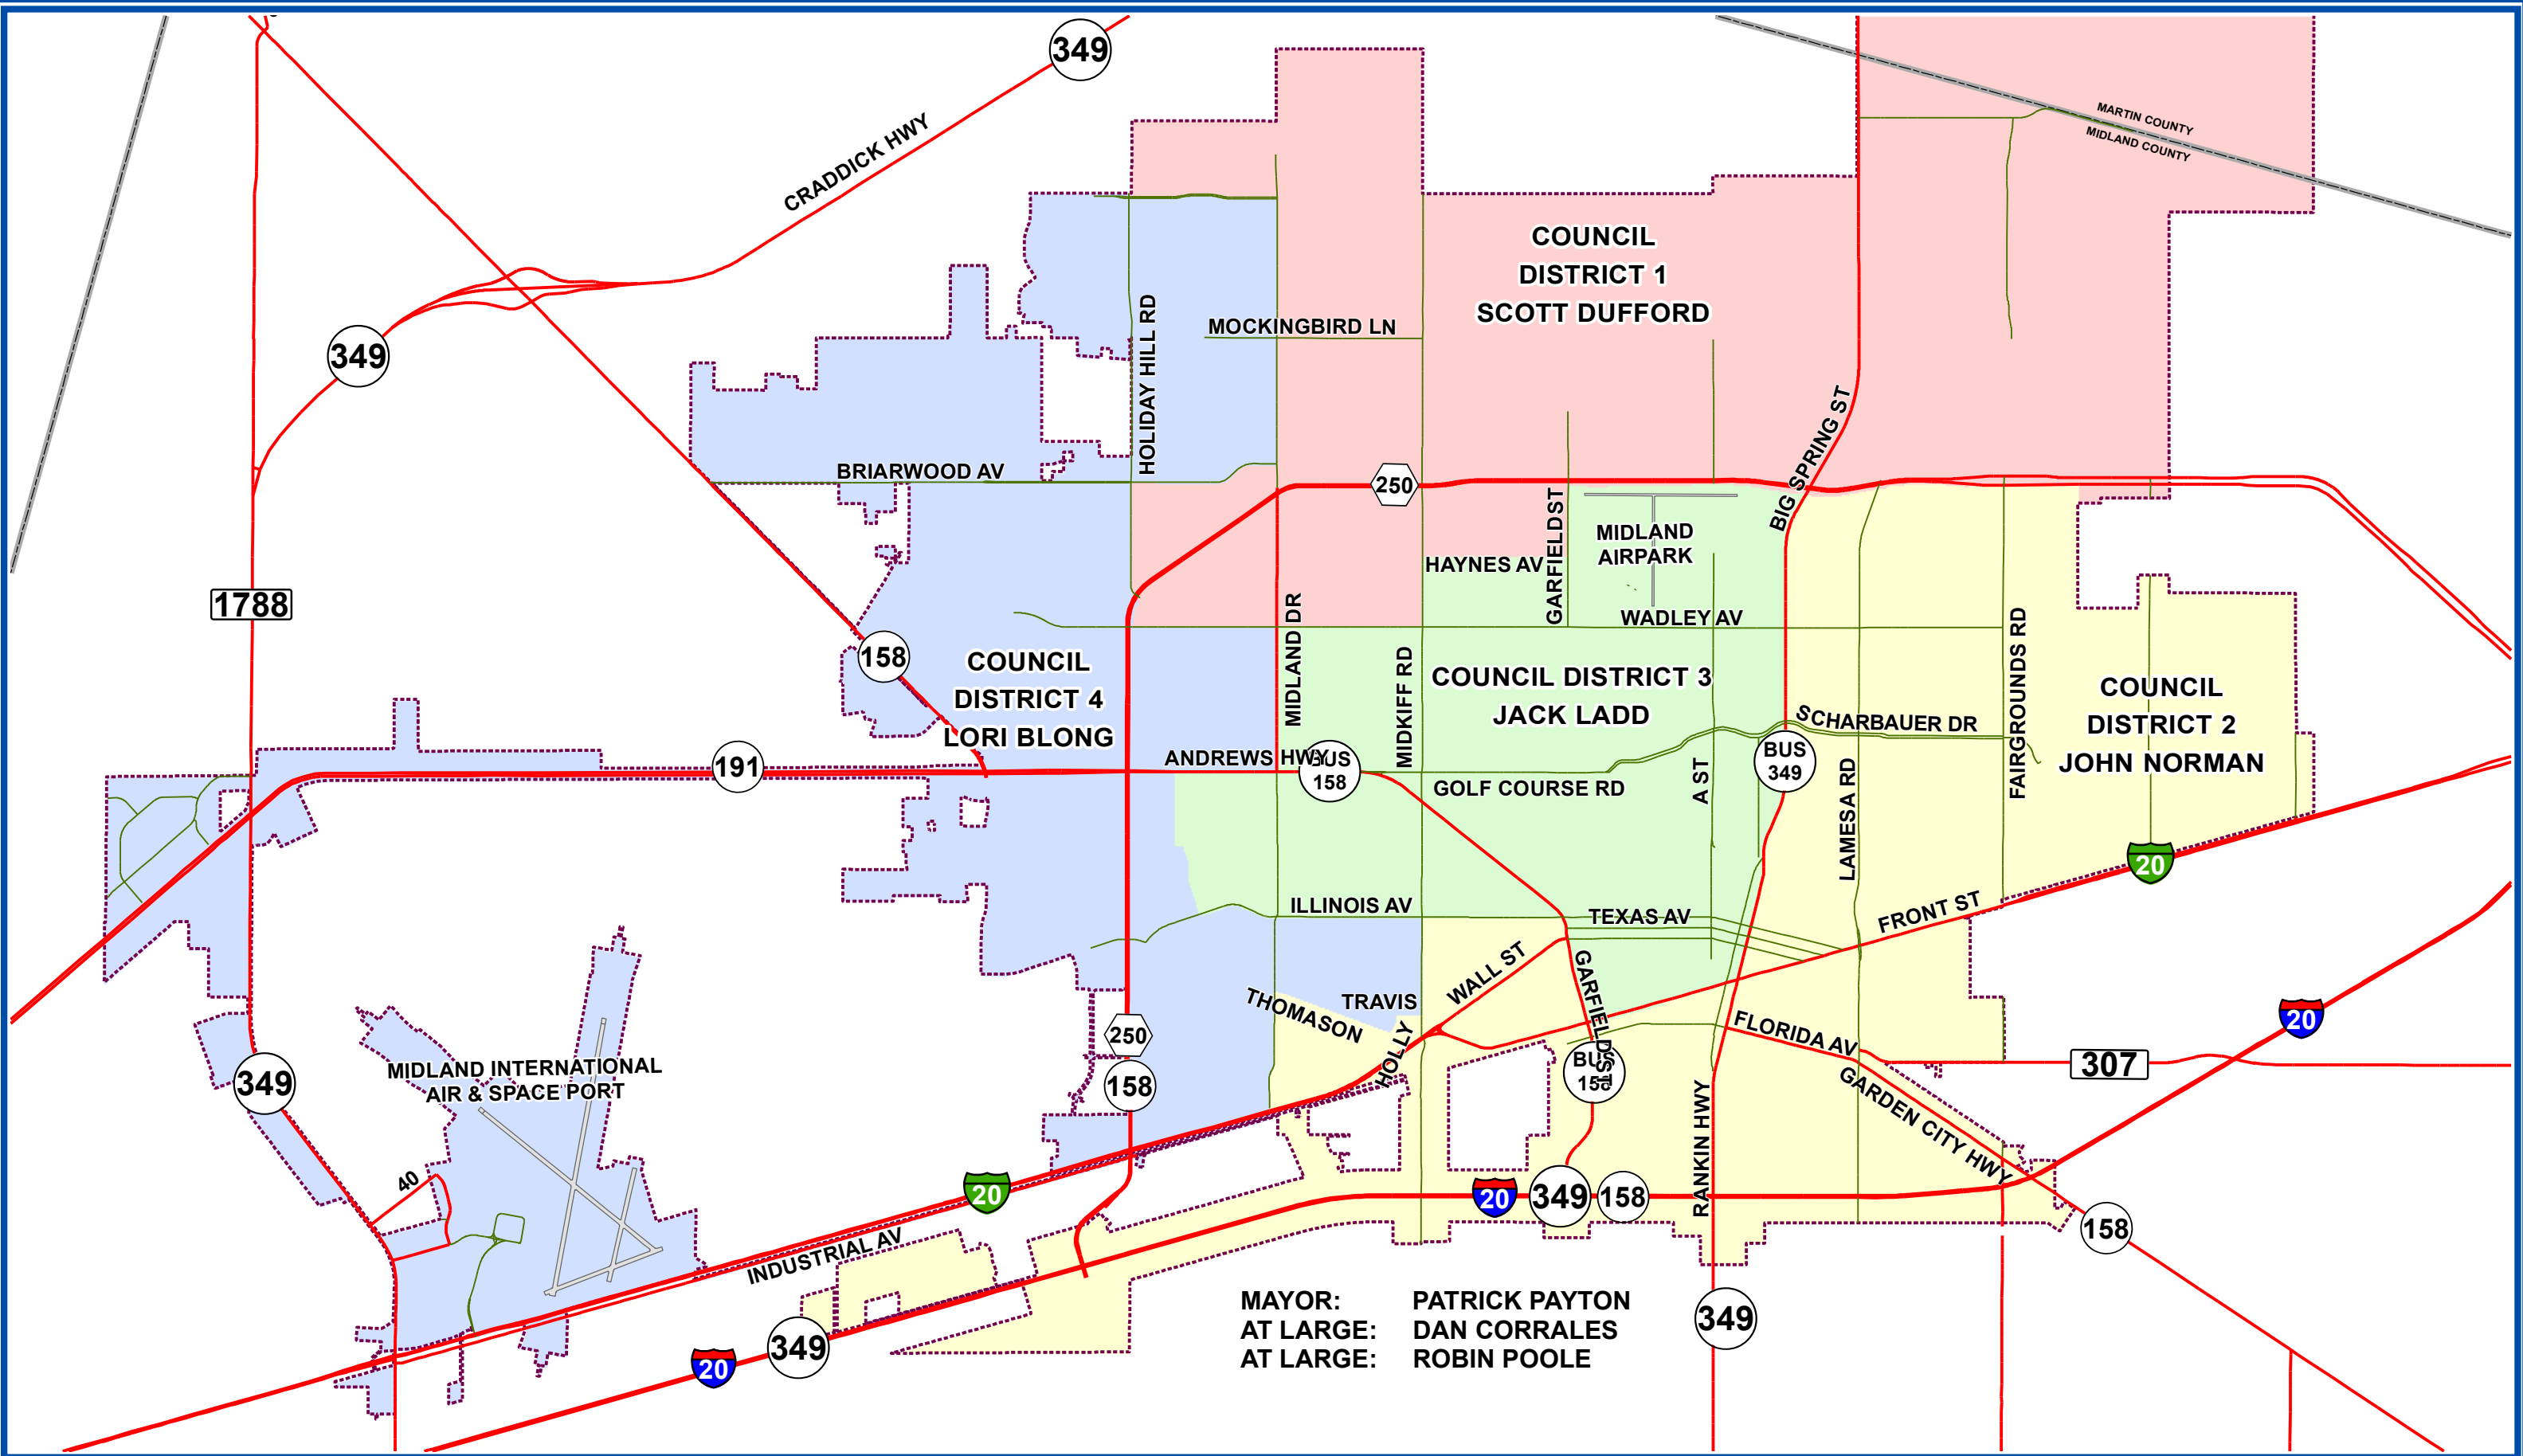 349
CRADDICK HWY
MARTIN COUNTY
MIDLAND COUNTY
COUNCIL
DISTRICT 1
SCOTT DUFFORD
MOCKINGBIRD LN
349
HOLIDAY HILL RD
BIG SPRING ST
BRIARWOOD AV
250
GARFIELDST
MIDLAND
AIRPARK
HAYNES AV
1788
WADLEY AV
MIDLAND DR
MIDKIFF RD
FAIRGROUNDS RD
158
COUNCIL
DISTRICT 4
LORI BLONG
COUNCIL DISTRICT 3
JACK LADD
COUNCIL
DISTRICT 2
JOHN NORMAN
SCHARBAUER DR
191
ANDREWS HWY
BUS
158
BUS
349
GOLF COURSE RD
A ST
LAMESA RD
20
ILLINOIS AV
TEXAS AV
FRONT ST
WALL ST
GARFIELD ST
THOMASON
TRAVIS
HOLLY
250
20
FLORIDA AV
307
MIDLAND INTERNATIONAL
AIR & SPACE PORT
349
158
BUS
158
GARDEN CITY HWY
RANKIN HWY
40
20
20
349
158
158
INDUSTRIAL AV
349
20
349
MAYOR: PATRICK PAYTON
AT LARGE: DAN CORRALES
AT LARGE: ROBIN POOLE